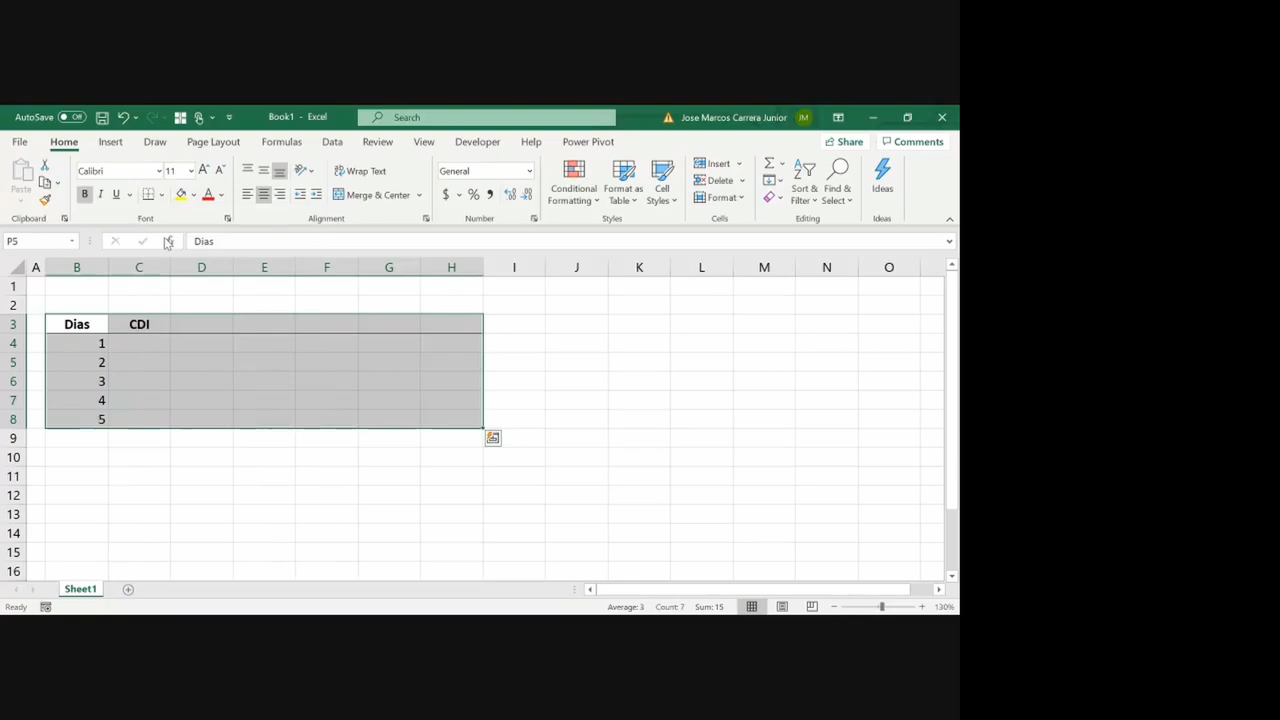 AutoSave Off Book1 - Excel Search Jose Marcos Carrera Junior JM
File Home Insert Draw Page Layout Formulas Data Review View Developer Help Power Pivot Share Comments
Paste Calibri 11 A A Wrap Text General Conditional Formatting Format as Table Cell Styles Insert Sort & Filter Find & Select Ideas
B I U A Merge & Center $ % Delete
Format
Clipboard Font Alignment Number Styles Cells Editing Ideas
P5 Dias
A B C D E F G H I J K L M N O
1
2
3 Dias CDI
4 1
5 2
6 3
7 4
8 5
9
10
11
12
13
14
15
16
Sheet1
Ready Average: 3 Count: 7 Sum: 15 130%